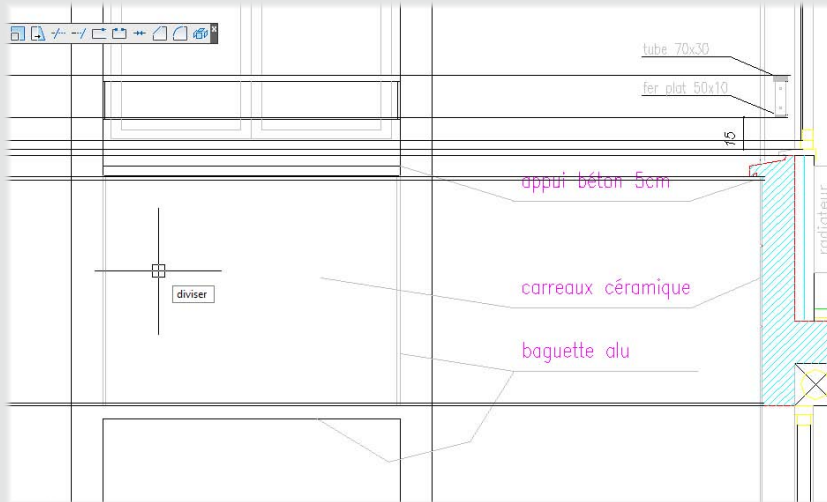 tube 70x30
fer plat 50x10
15
appui béton 5cm
radiateur
diviser
carreaux céramique
baguette alu